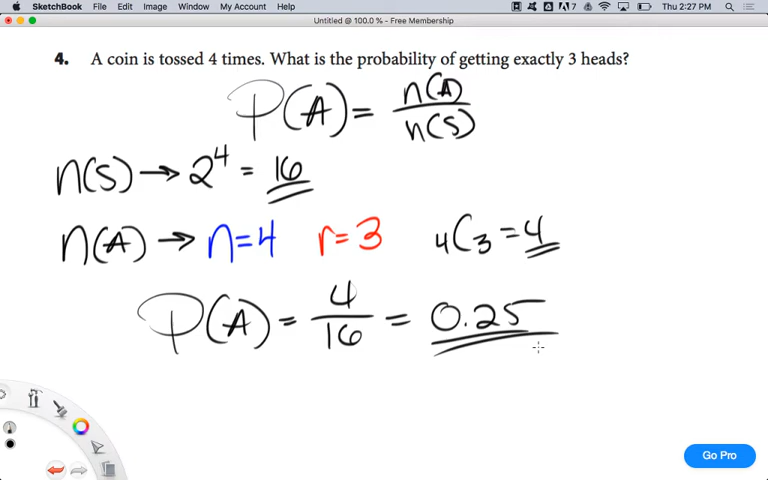 SketchBook File Edit Image Window My Account Help 7 Thu 2:27 PM
Untitled @ 100.0 % - Free Membership
4. A coin is tossed 4 times. What is the probability of getting exactly 3 heads?
P(A) = n(A)/n(S)
n(S) → 2⁴ = 16
n(A) → n=4 r=3 ₄C₃ = 4
P(A) = 4/16 = 0.25
Go Pro